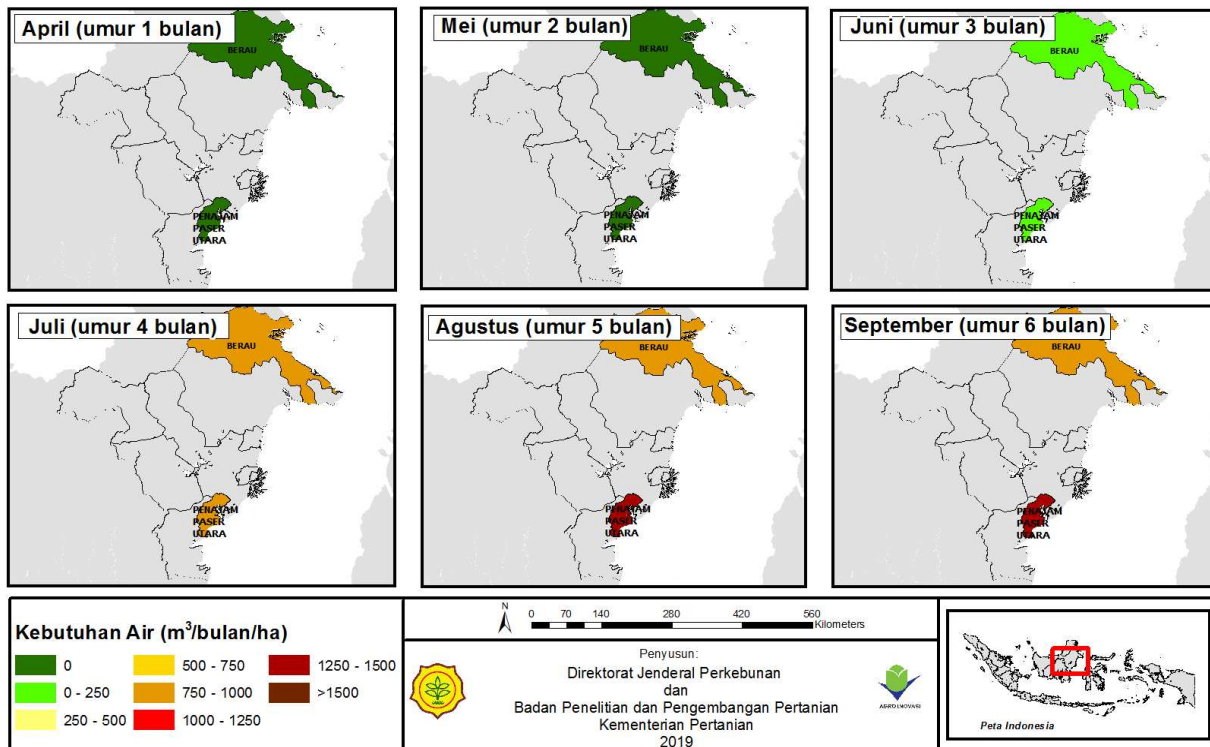 April (umur 1 bulan)
BERAU
PENAJAM
PASER
UTARA
Mei (umur 2 bulan)
BERAU
PENAJAM
PASER
UTARA
Juni (umur 3 bulan)
BERAU
PENAJAM
PASER
UTARA
Juli (umur 4 bulan)
BERAU
PENAJAM
PASER
UTARA
Agustus (umur 5 bulan)
BERAU
PENAJAM
PASER
UTARA
September (umur 6 bulan)
BERAU
PENAJAM
PASER
UTARA
Kebutuhan Air (m³/bulan/ha)
0
0 - 250
250 - 500
500 - 750
750 - 1000
1000 - 1250
1250 - 1500
>1500
N
0 70 140 280 420 560
Kilometers
Penyusun:
Direktorat Jenderal Perkebunan
dan
Badan Penelitian dan Pengembangan Pertanian
Kementerian Pertanian
2019
AGRO INOVASI
Peta Indonesia